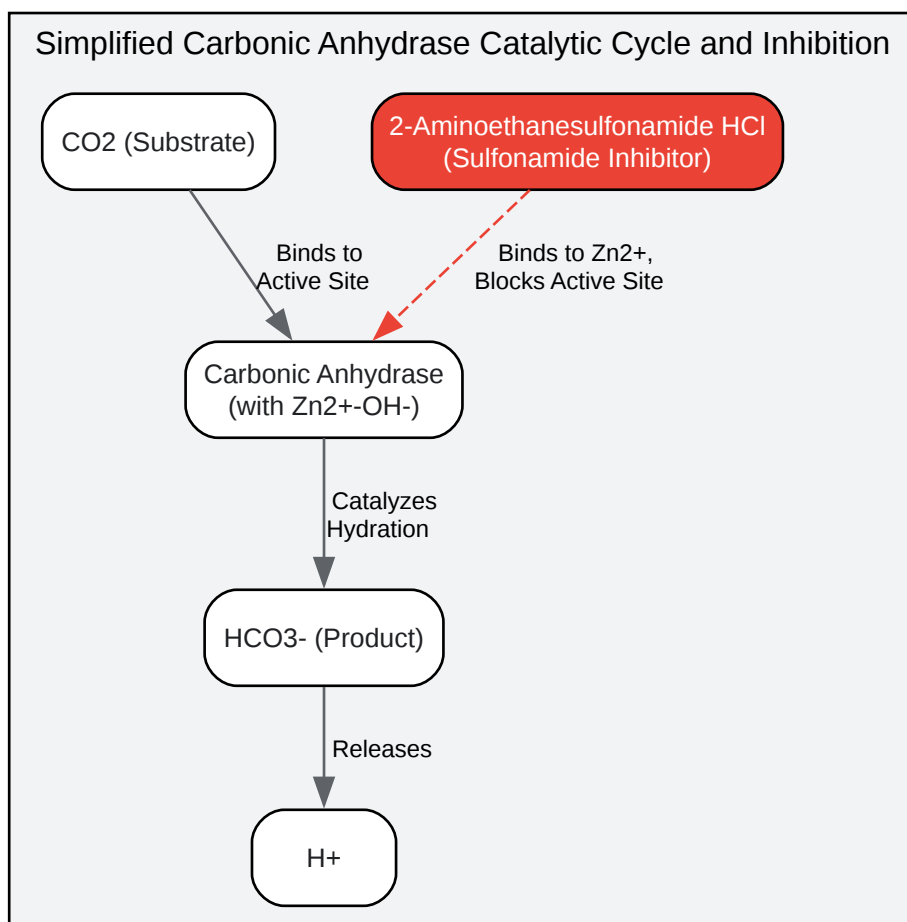 Simplified Carbonic Anhydrase Catalytic Cycle and Inhibition
CO2 (Substrate)
2-Aminoethanesulfonamide HCl
(Sulfonamide Inhibitor)
Binds to
Active Site
Binds to Zn2+,
Blocks Active Site
Carbonic Anhydrase
(with Zn2+-OH-)
Catalyzes
Hydration
HCO3- (Product)
Releases
H+